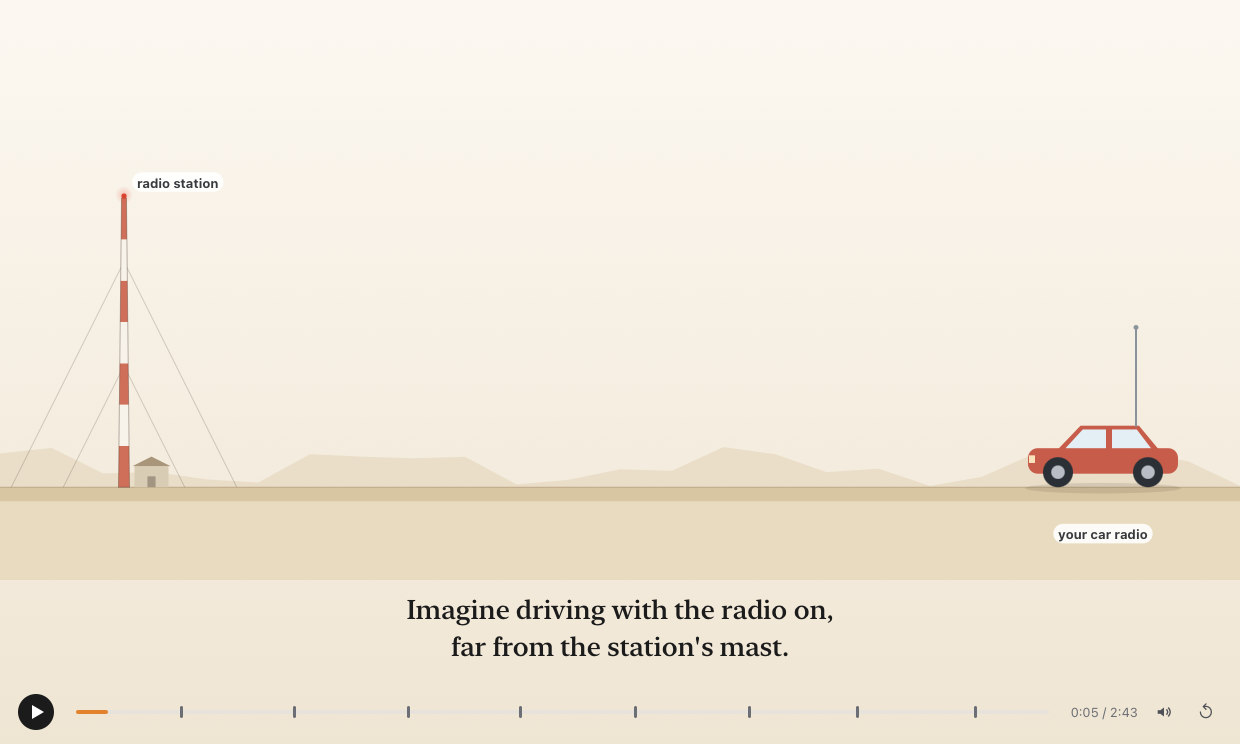 radio station
your car radio
Imagine driving with the radio on,
far from the station's mast.
0:05 / 2:43